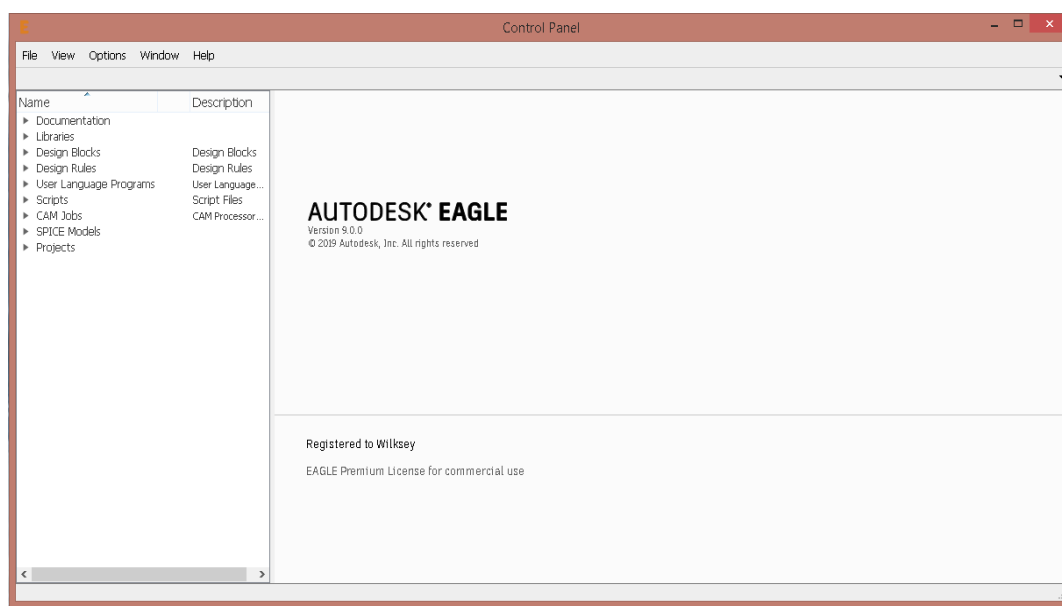 Control Panel
File View Options Window Help
Name Description
Documentation
Libraries
Design Blocks Design Blocks
Design Rules Design Rules
User Language Programs User Language...
Scripts Script Files
CAM Jobs CAM Processor...
SPICE Models
Projects
AUTODESK® EAGLE
Version 9.0.0
© 2019 Autodesk, Inc. All rights reserved
Registered to Wilksey
EAGLE Premium License for commercial use